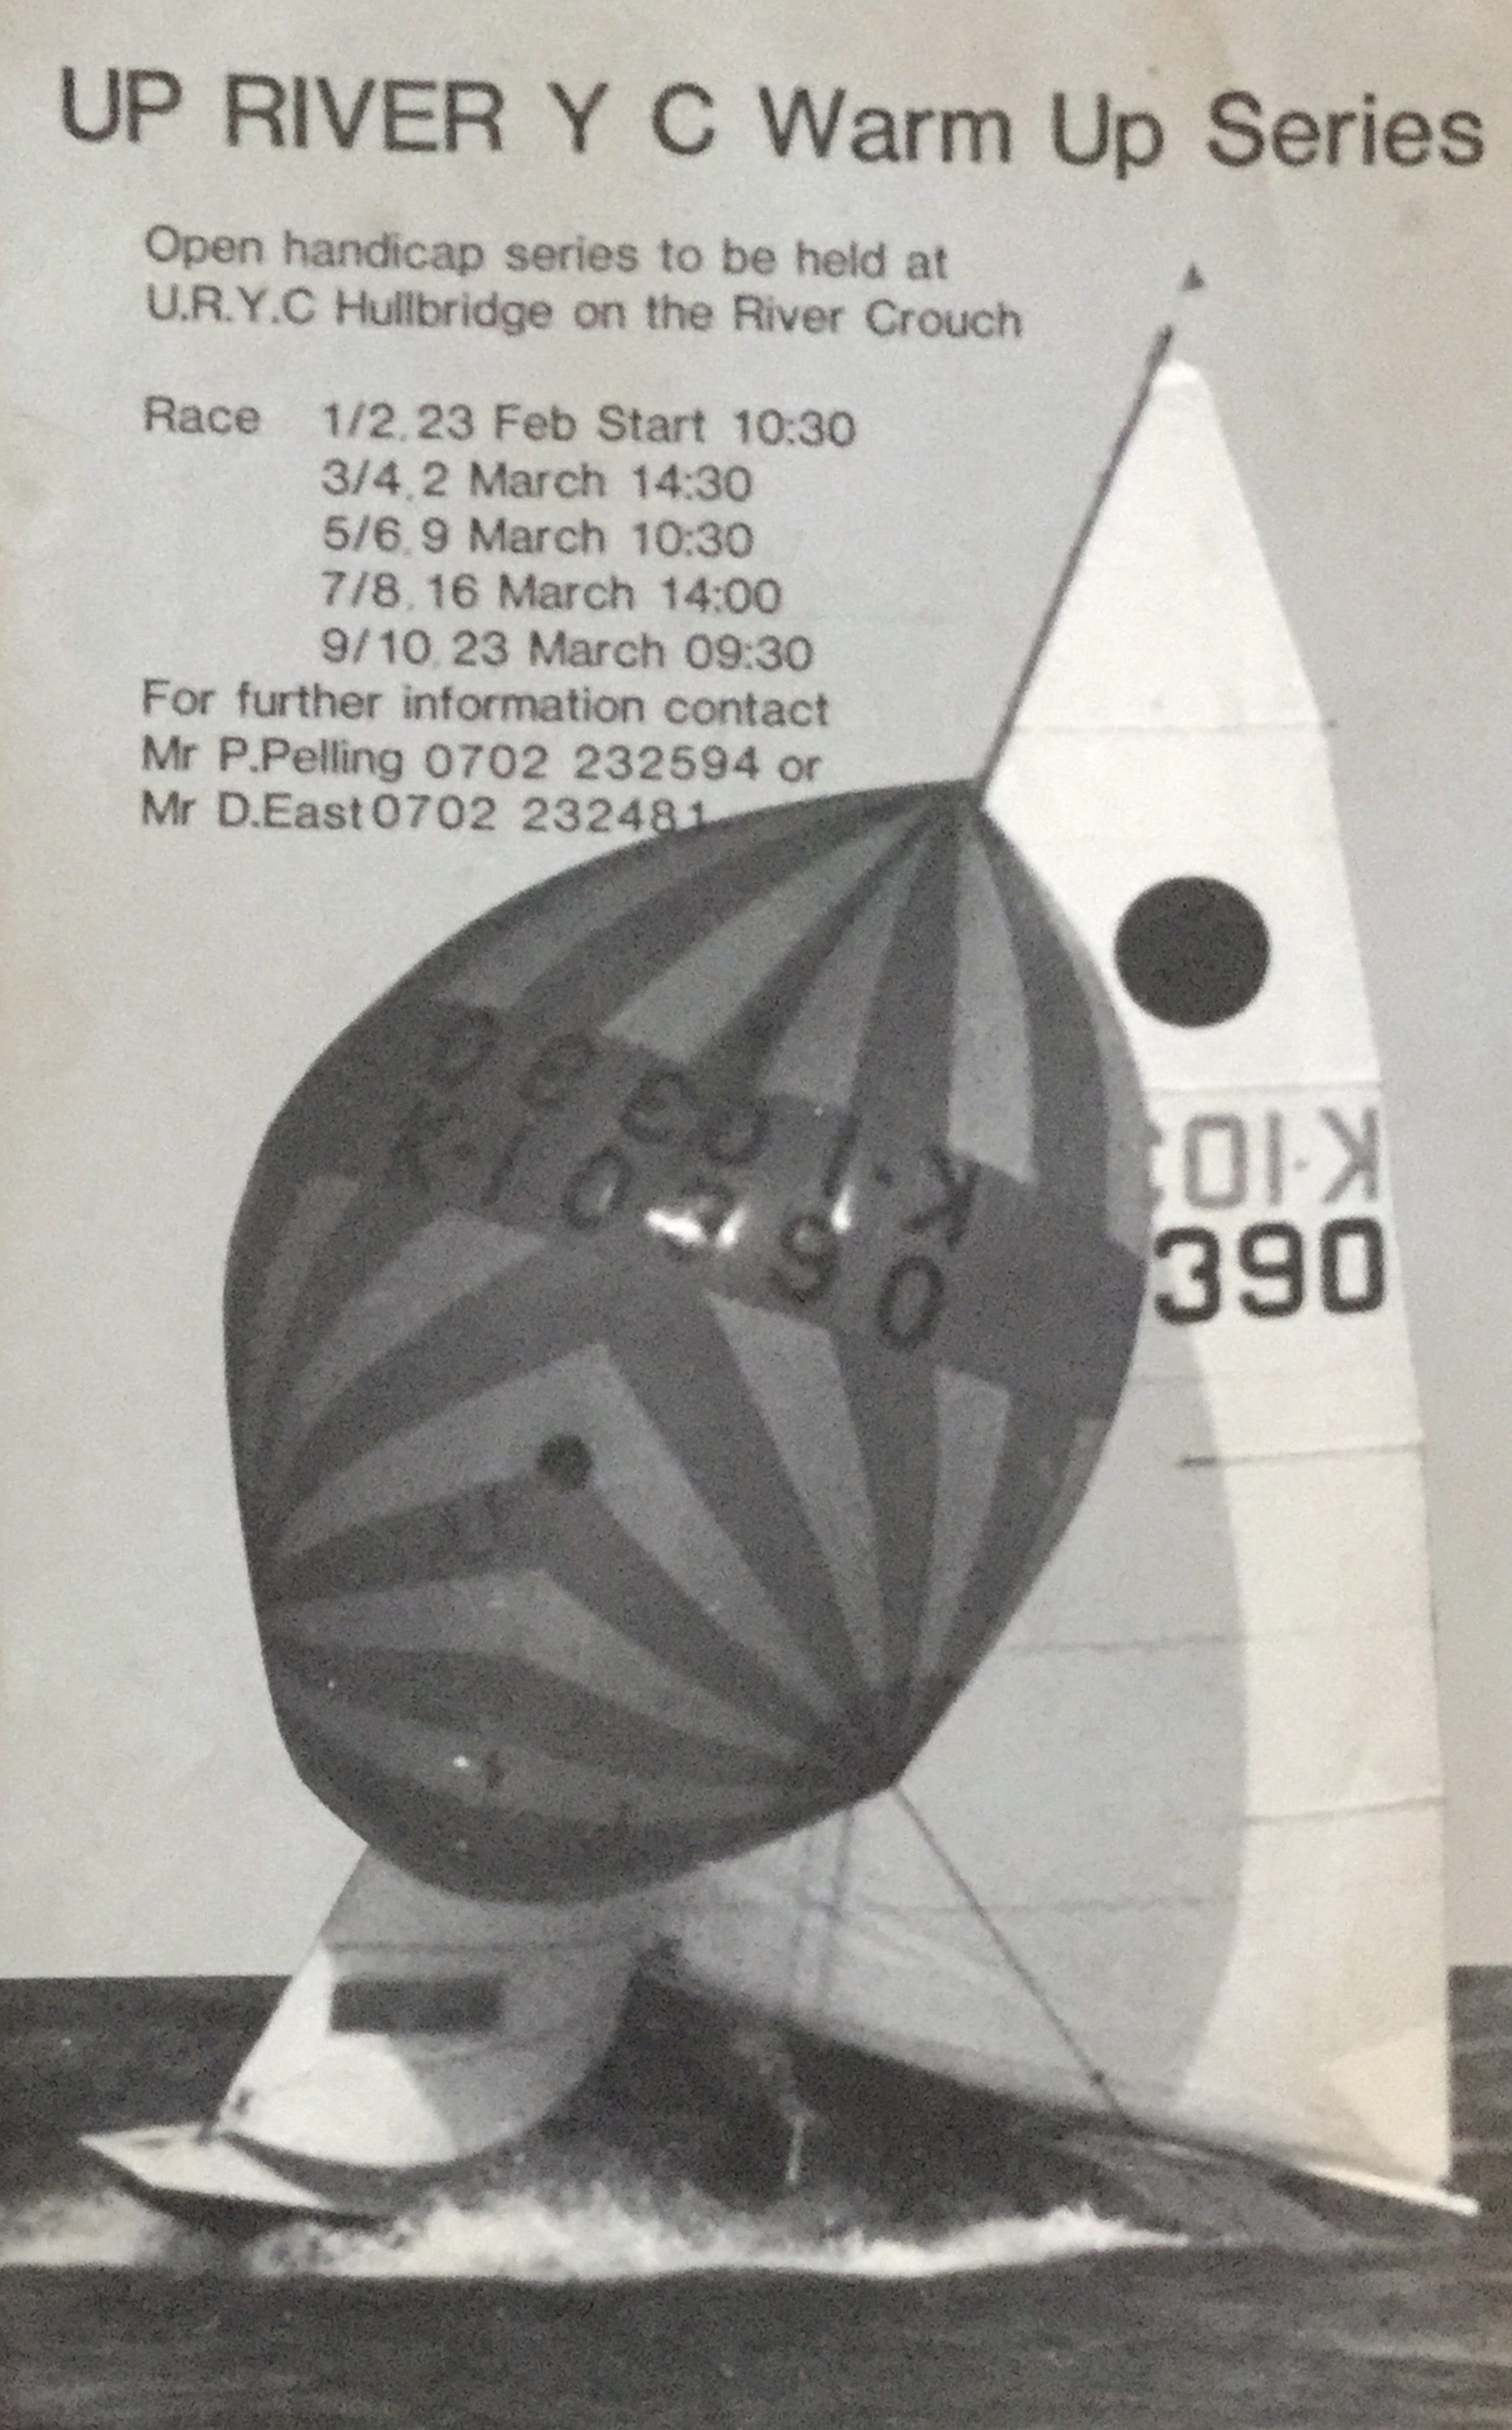 UP RIVER Y C Warm Up Series
Open handicap series to be held at
U.R.Y.C Hullbridge on the River Crouch
Race 1/2.23 Feb Start 10:30
3/4.2 March 14:30
5/6.9 March 10:30
7/8.16 March 14:00
9/10.23 March 09:30
For further information contact
Mr P.Pelling 0702 232594 or
Mr D.East 0702 232481
K·10
390
K·10390